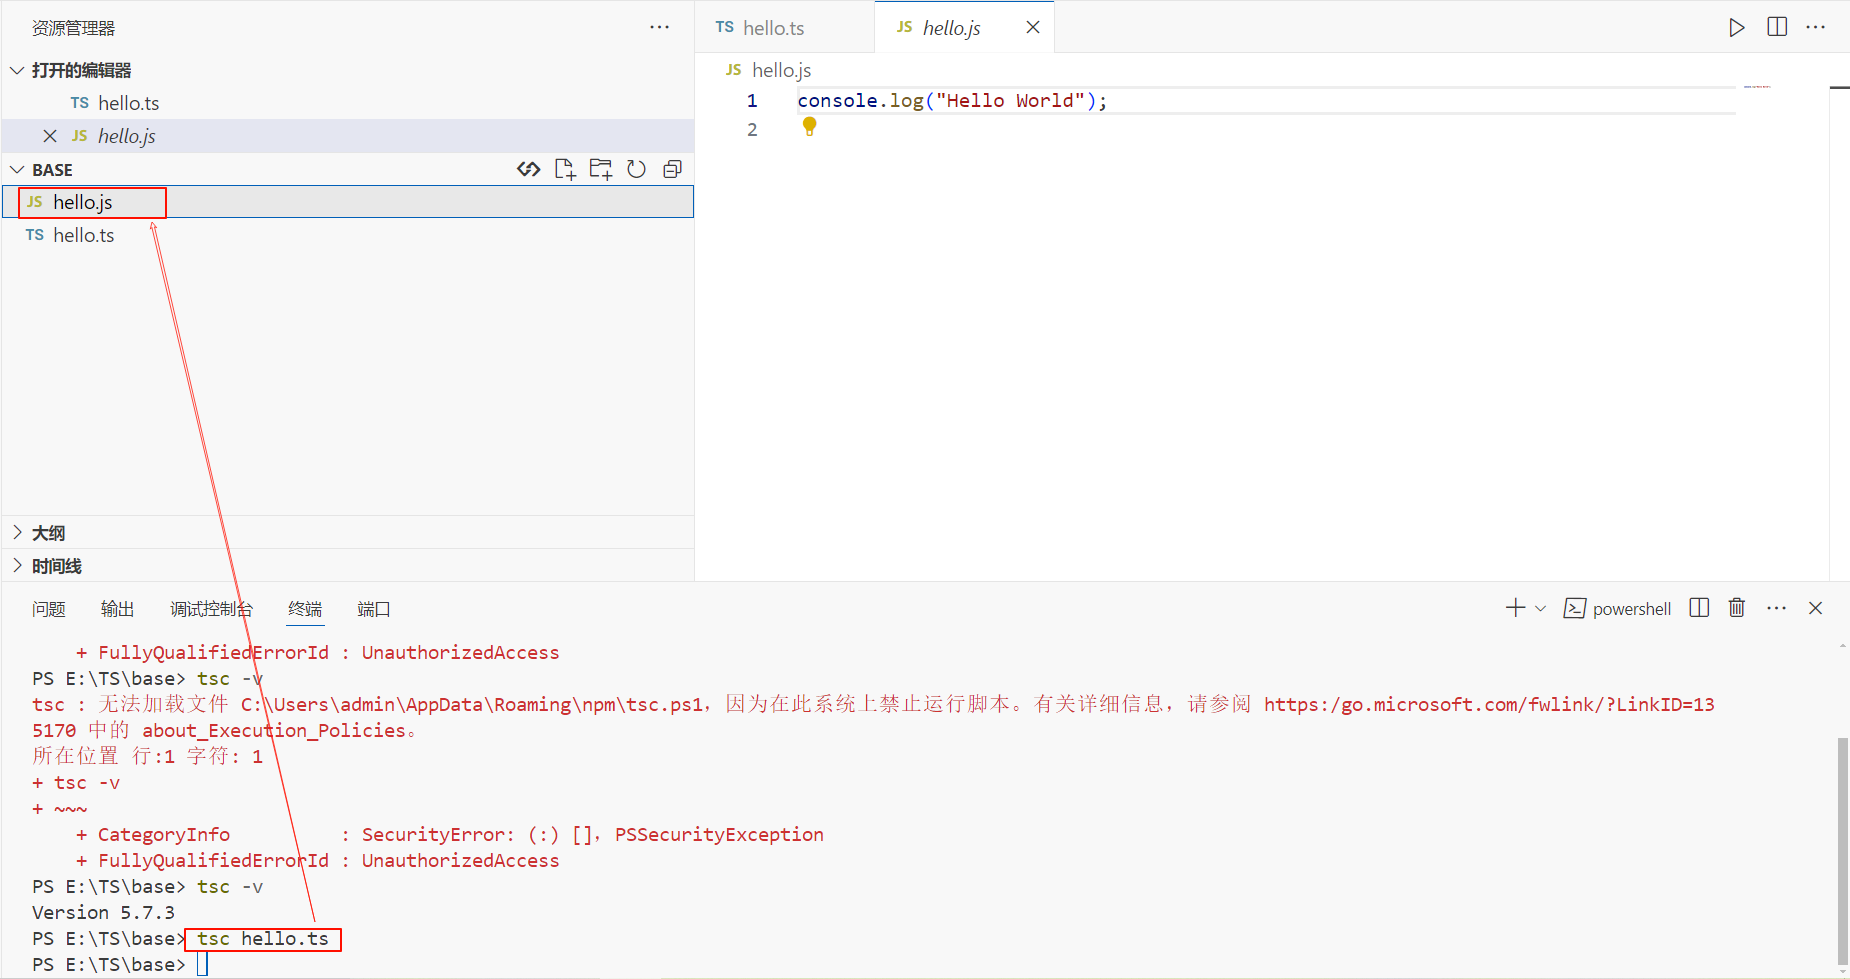 资源管理器
打开的编辑器
TS hello.ts
JS hello.js
BASE
JS hello.js
TS hello.ts
大纲
时间线
TS hello.ts
JS hello.js
JS hello.js
1 console.log("Hello World");
2
问题 输出 调试控制台 终端 端口
powershell
+ FullyQualifiedErrorId : UnauthorizedAccess
PS E:\TS\base> tsc -v
tsc : 无法加载文件 C:\Users\admin\AppData\Roaming\npm\tsc.ps1，因为在此系统上禁止运行脚本。有关详细信息，请参阅 https:/go.microsoft.com/fwlink/?LinkID=13
5170 中的 about_Execution_Policies。
所在位置 行:1 字符: 1
+ tsc -v
+ ~~~
+ CategoryInfo : SecurityError: (:) []，PSSecurityException
+ FullyQualifiedErrorId : UnauthorizedAccess
PS E:\TS\base> tsc -v
Version 5.7.3
PS E:\TS\base> tsc hello.ts
PS E:\TS\base>